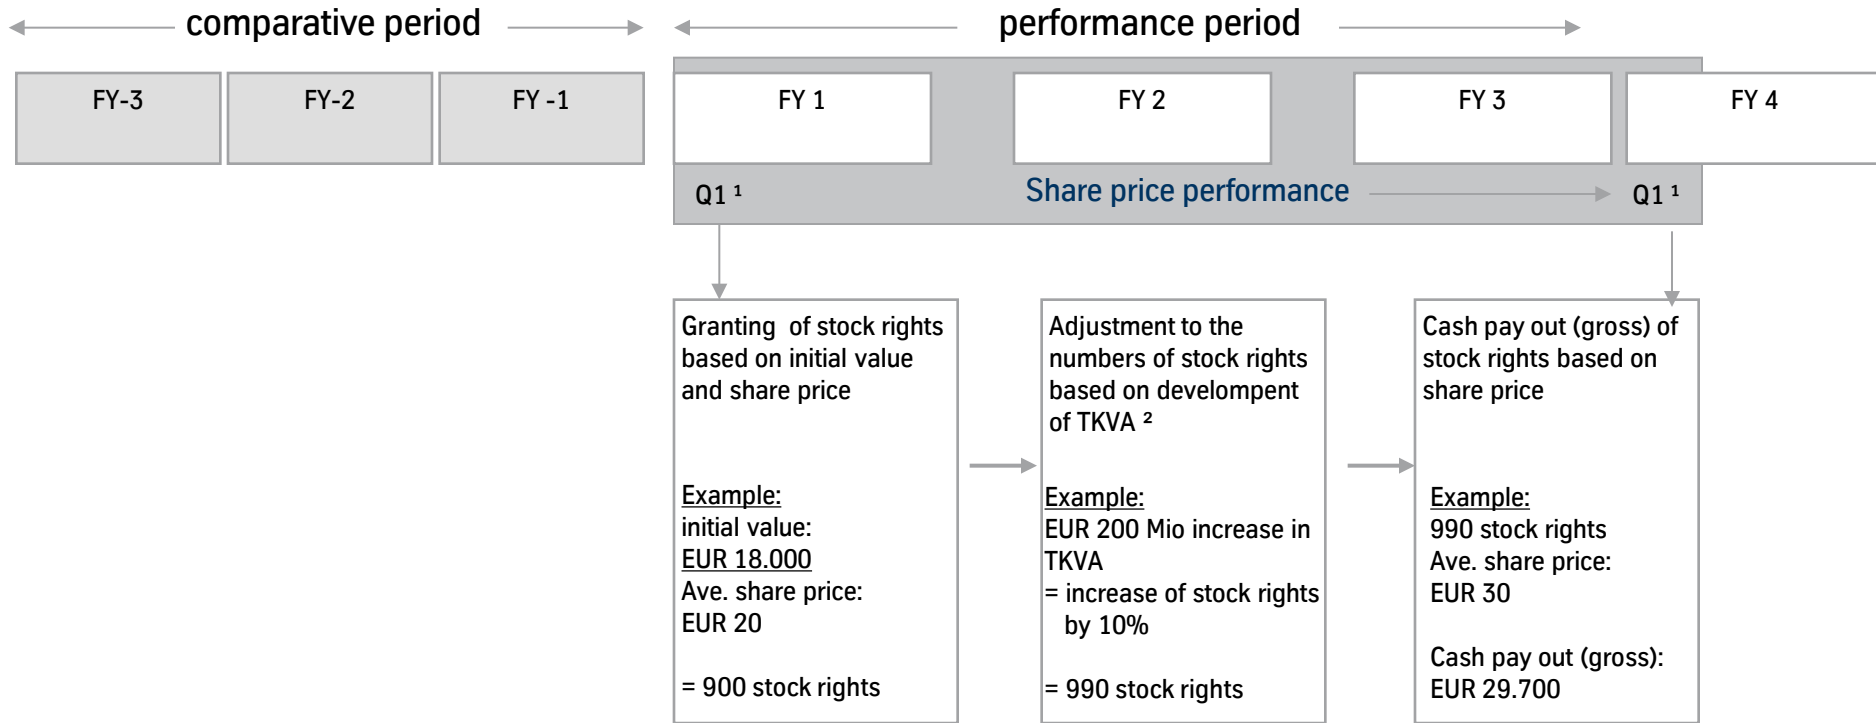 comparative period
performance period
FY-3
FY-2
FY -1
FY 1
FY 2
FY 3
FY 4
Q1 ¹
Share price performance
Q1 ¹
Granting of stock rights
based on initial value
and share price
Example:
initial value:
EUR 18.000
Ave. share price:
EUR 20
= 900 stock rights
Adjustment to the
numbers of stock rights
based on develompent
of TKVA ²
Example:
EUR 200 Mio increase in
TKVA
= increase of stock rights
by 10%
= 990 stock rights
Cash pay out (gross) of
stock rights based on
share price
Example:
990 stock rights
Ave. share price:
EUR 30
Cash pay out (gross):
EUR 29.700